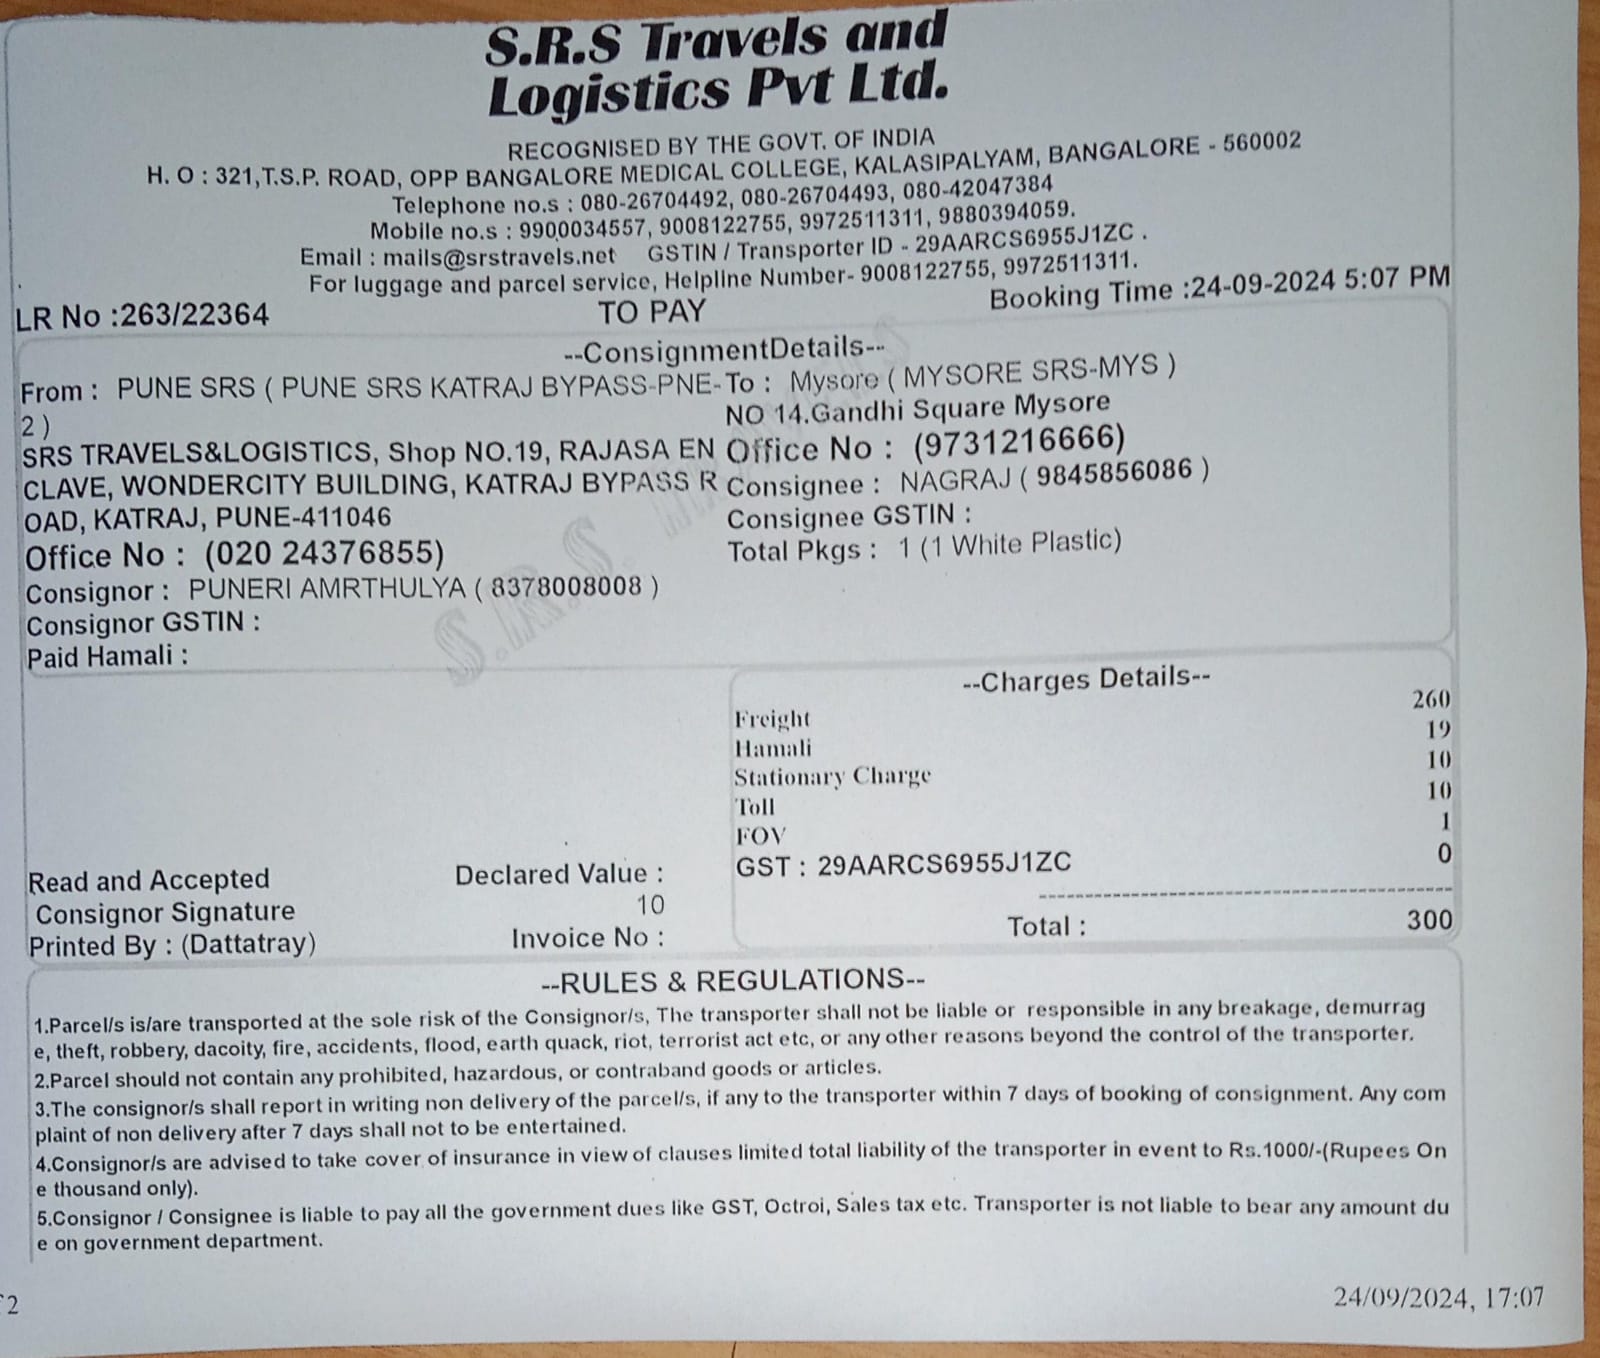 S.R.S Travels and
Logistics Pvt Ltd.
RECOGNISED BY THE GOVT. OF INDIA
H. O : 321,T.S.P. ROAD, OPP BANGALORE MEDICAL COLLEGE, KALASIPALYAM, BANGALORE - 560002
Telephone no.s : 080-26704492, 080-26704493, 080-42047384
Mobile no.s : 9900034557, 9008122755, 9972511311, 9880394059.
Email : mails@srstravels.net GSTIN / Transporter ID - 29AARCS6955J1ZC .
For luggage and parcel service, Helpline Number- 9008122755, 9972511311.
LR No :263/22364 TO PAY Booking Time :24-09-2024 5:07 PM
--ConsignmentDetails--
From : PUNE SRS ( PUNE SRS KATRAJ BYPASS-PNE-
2 )
SRS TRAVELS&LOGISTICS, Shop NO.19, RAJASA EN
CLAVE, WONDERCITY BUILDING, KATRAJ BYPASS R
OAD, KATRAJ, PUNE-411046
Office No : (020 24376855)
Consignor : PUNERI AMRTHULYA ( 8378008008 )
Consignor GSTIN :
Paid Hamali :
To : Mysore ( MYSORE SRS-MYS )
NO 14.Gandhi Square Mysore
Office No : (9731216666)
Consignee : NAGRAJ ( 9845856086 )
Consignee GSTIN :
Total Pkgs : 1 (1 White Plastic)
S.R.S.
--Charges Details--
Freight 260
Hamali 19
Stationary Charge 10
Toll 10
FOV 1
GST : 29AARCS6955J1ZC 0
Total : 300
Read and Accepted
Consignor Signature
Printed By : (Dattatray)
Declared Value :
10
Invoice No :
--RULES & REGULATIONS--
1.Parcel/s is/are transported at the sole risk of the Consignor/s, The transporter shall not be liable or responsible in any breakage, demurrag
e, theft, robbery, dacoity, fire, accidents, flood, earth quack, riot, terrorist act etc, or any other reasons beyond the control of the transporter.
2.Parcel should not contain any prohibited, hazardous, or contraband goods or articles.
3.The consignor/s shall report in writing non delivery of the parcel/s, if any to the transporter within 7 days of booking of consignment. Any com
plaint of non delivery after 7 days shall not to be entertained.
4.Consignor/s are advised to take cover of insurance in view of clauses limited total liability of the transporter in event to Rs.1000/-(Rupees On
e thousand only).
5.Consignor / Consignee is liable to pay all the government dues like GST, Octroi, Sales tax etc. Transporter is not liable to bear any amount du
e on government department.
2 24/09/2024, 17:07